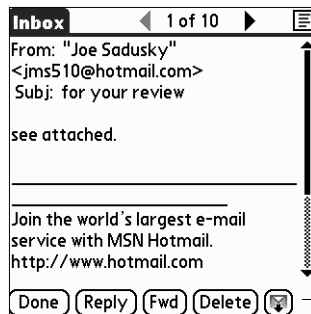 Inbox 1 of 10
From: "Joe Sadusky"
<jms510@hotmail.com>
Subj: for your review
see attached.
Join the world's largest e-mail
service with MSN Hotmail.
http://www.hotmail.com
Done Reply Fwd Delete